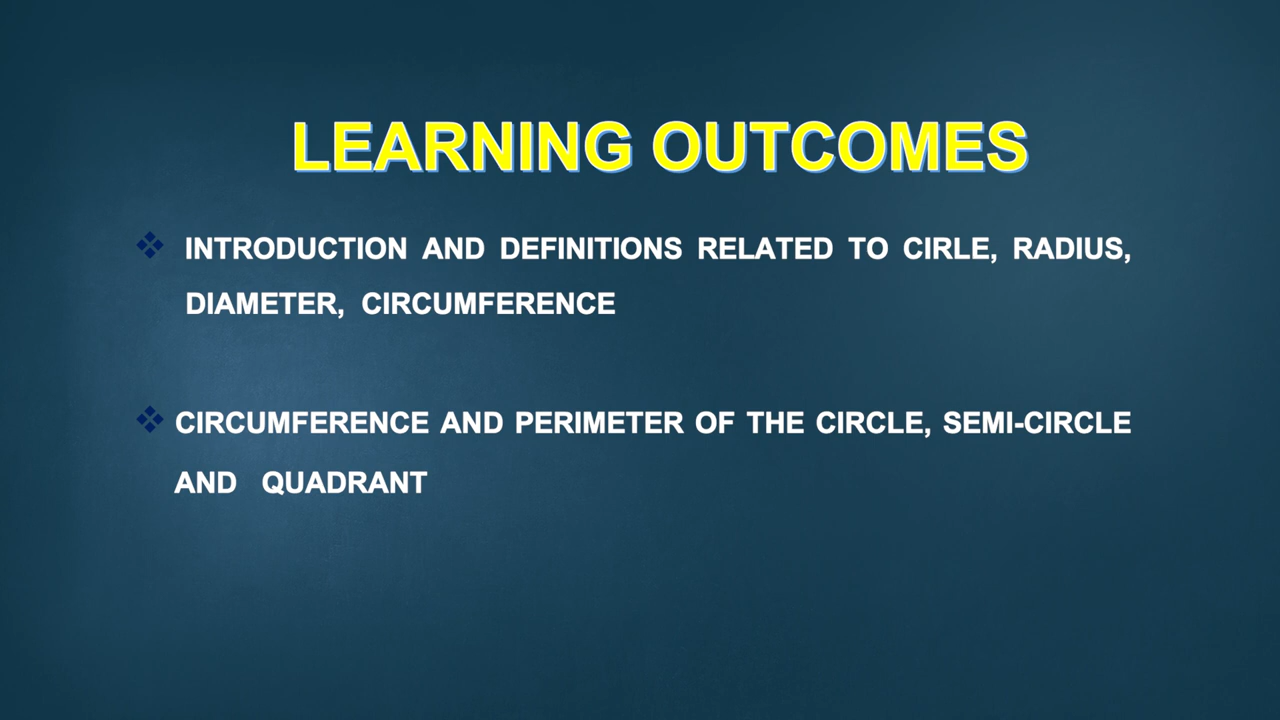 LEARNING OUTCOMES
INTRODUCTION AND DEFINITIONS RELATED TO CIRLE, RADIUS,
DIAMETER, CIRCUMFERENCE
CIRCUMFERENCE AND PERIMETER OF THE CIRCLE, SEMI-CIRCLE
AND QUADRANT